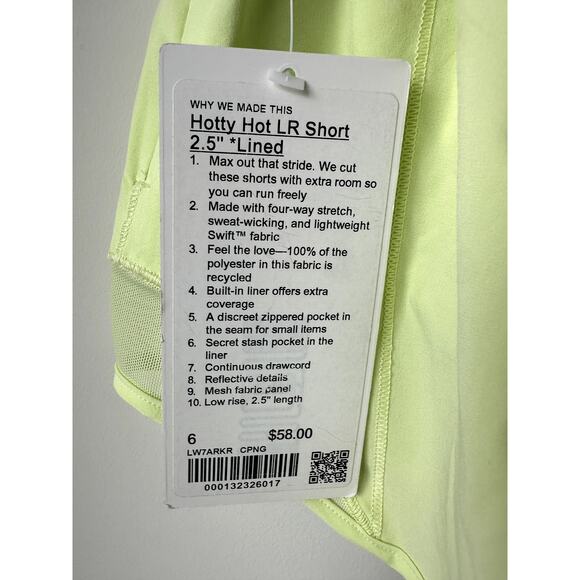 WHY WE MADE THIS
Hotty Hot LR Short
2.5" *Lined
1. Max out that stride. We cut
these shorts with extra room so
you can run freely
2. Made with four-way stretch,
sweat-wicking, and lightweight
Swift™ fabric
3. Feel the love—100% of the
polyester in this fabric is
recycled
4. Built-in liner offers extra
coverage
5. A discreet zippered pocket in
the seam for small items
6. Secret stash pocket in the
liner
7. Continuous drawcord
8. Reflective details
9. Mesh fabric panel
10. Low rise, 2.5" length
6 $58.00
LW7ARKR CPNG
000132326017